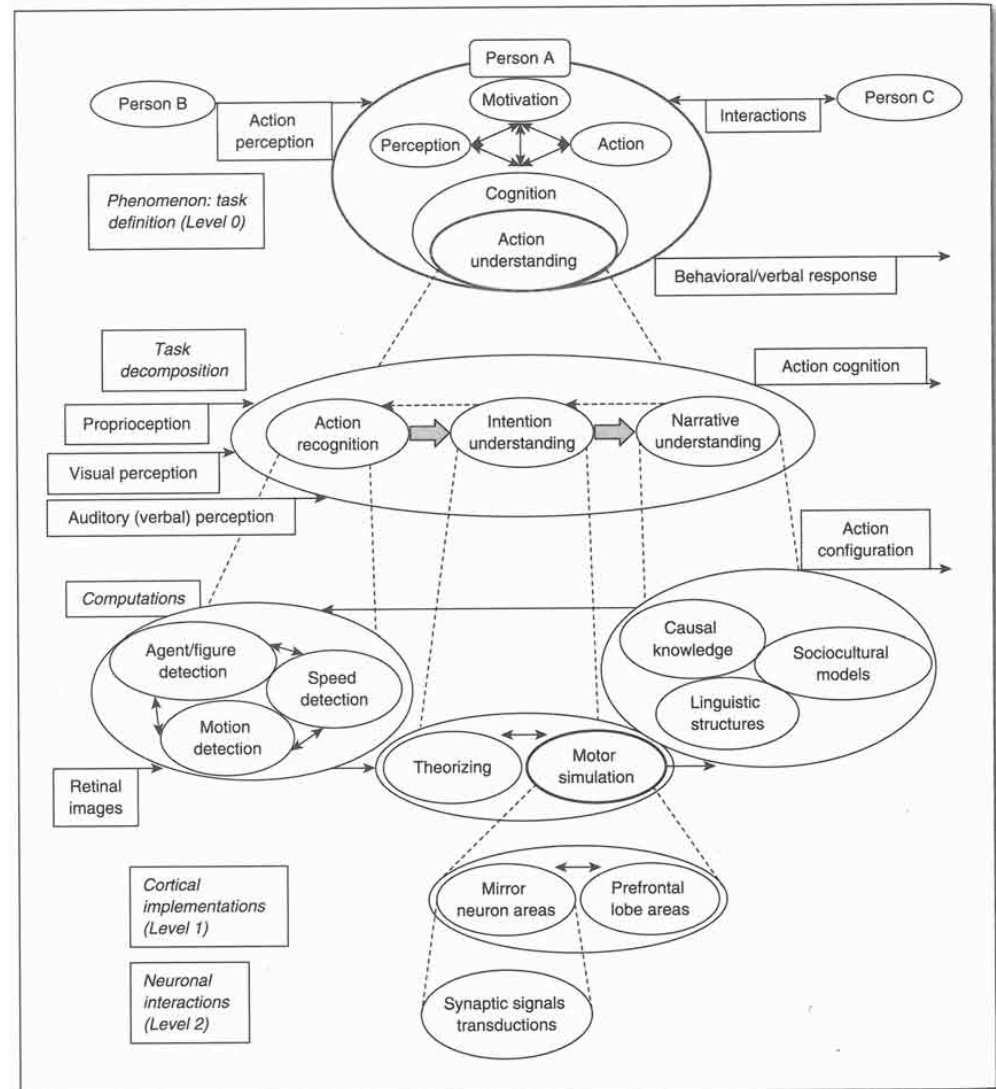 Person A
Person B
Action
perception
Motivation
Perception
Action
Interactions
Person C
Phenomenon: task
definition (Level 0)
Cognition
Action
understanding
Behavioral/verbal response
Task
decomposition
Action cognition
Proprioception
Action
recognition
Intention
understanding
Narrative
understanding
Visual perception
Auditory (verbal) perception
Action
configuration
Computations
Agent/figure
detection
Speed
detection
Motion
detection
Causal
knowledge
Sociocultural
models
Linguistic
structures
Retinal
images
Theorizing
Motor
simulation
Cortical
implementations
(Level 1)
Mirror
neuron areas
Prefrontal
lobe areas
Neuronal
interactions
(Level 2)
Synaptic signals
transductions